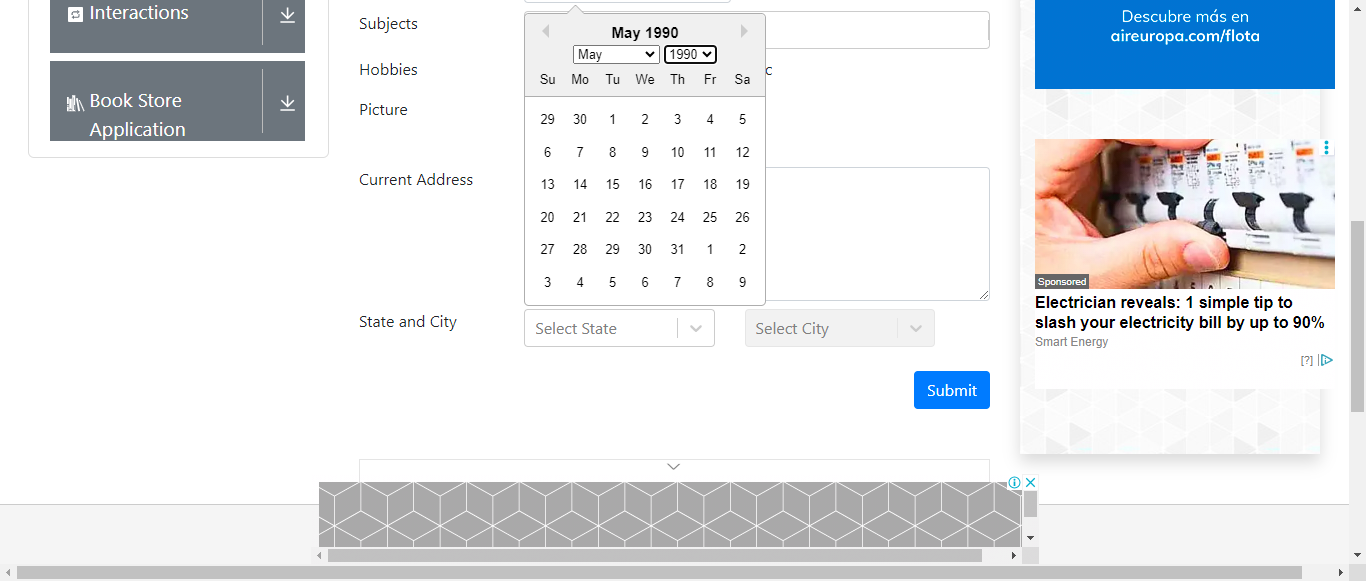 Interactions
Book Store
Application
Subjects
Hobbies
Picture
Current Address
State and City
May 1990
May 1990
Su Mo Tu We Th Fr Sa
29 30 1 2 3 4 5
6 7 8 9 10 11 12
13 14 15 16 17 18 19
20 21 22 23 24 25 26
27 28 29 30 31 1 2
3 4 5 6 7 8 9
c
Select State
Select City
Submit
Descubre más en
aireuropa.com/flota
Sponsored
Electrician reveals: 1 simple tip to
slash your electricity bill by up to 90%
Smart Energy
[?]